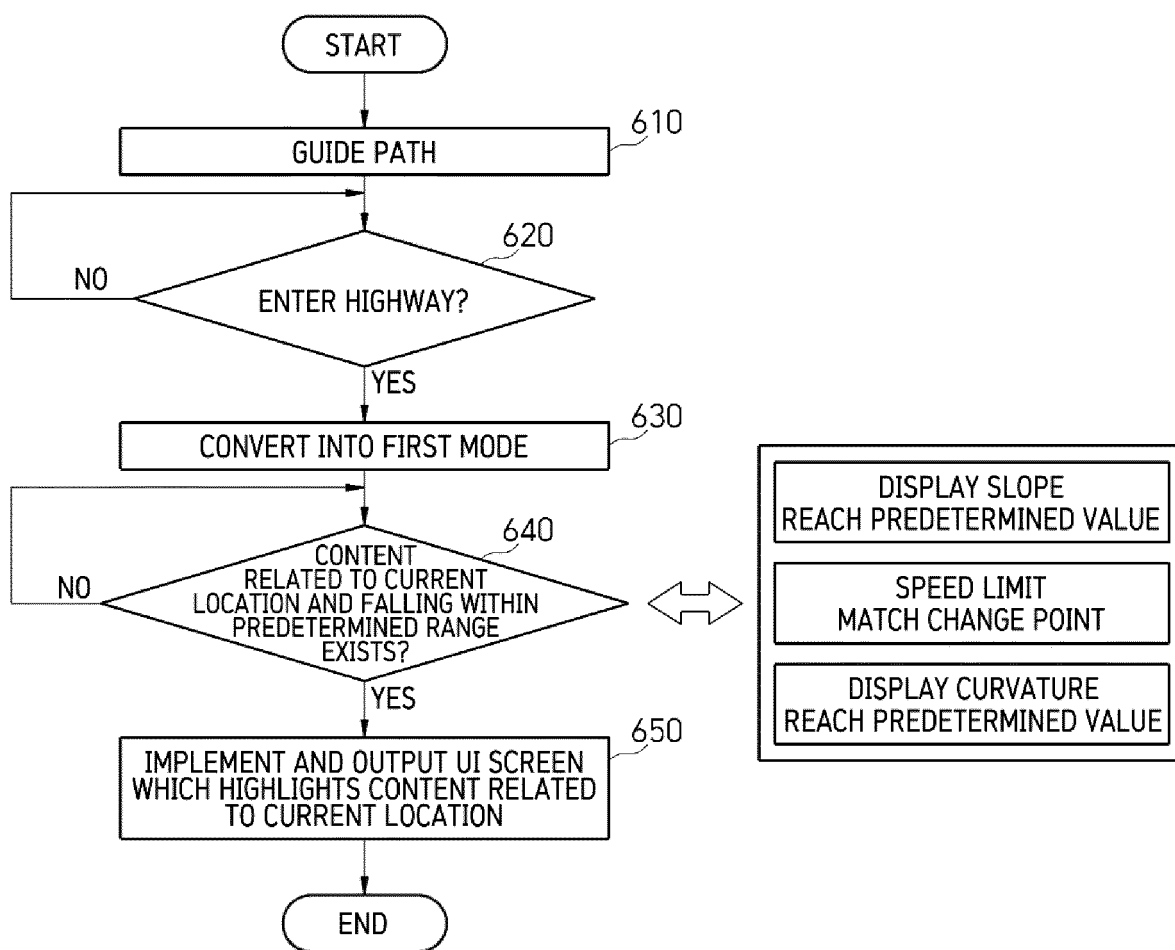 START
610
GUIDE PATH
620
NO
ENTER HIGHWAY?
YES
630
CONVERT INTO FIRST MODE
640
CONTENT
RELATED TO CURRENT
LOCATION AND FALLING WITHIN
PREDETERMINED RANGE
EXISTS?
NO
YES
DISPLAY SLOPE
REACH PREDETERMINED VALUE
SPEED LIMIT
MATCH CHANGE POINT
DISPLAY CURVATURE
REACH PREDETERMINED VALUE
650
IMPLEMENT AND OUTPUT UI SCREEN
WHICH HIGHLIGHTS CONTENT RELATED
TO CURRENT LOCATION
END